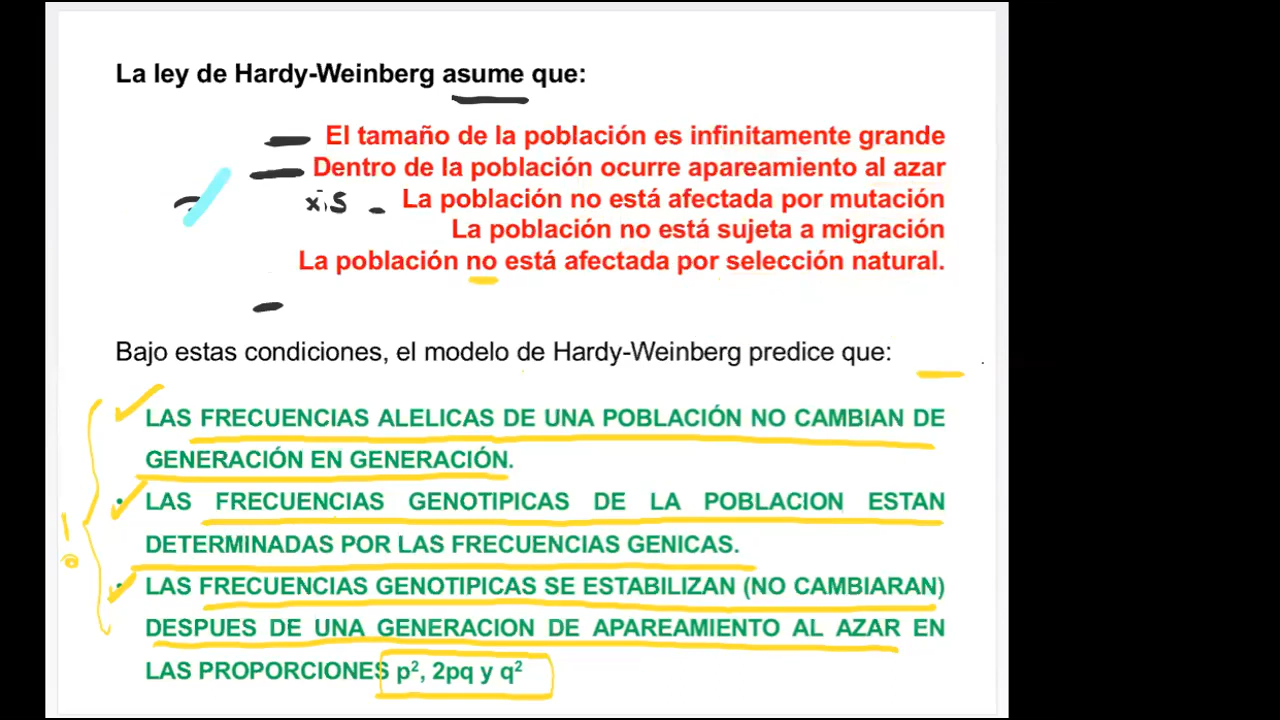 La ley de Hardy-Weinberg asume que:
El tamaño de la población es infinitamente grande
Dentro de la población ocurre apareamiento al azar
La población no está afectada por mutación
La población no está sujeta a migración
La población no está afectada por selección natural.
Bajo estas condiciones, el modelo de Hardy-Weinberg predice que:
LAS FRECUENCIAS ALELICAS DE UNA POBLACIÓN NO CAMBIAN DE
GENERACIÓN EN GENERACIÓN.
• LAS FRECUENCIAS GENOTIPICAS DE LA POBLACION ESTAN
DETERMINADAS POR LAS FRECUENCIAS GENICAS.
• LAS FRECUENCIAS GENOTIPICAS SE ESTABILIZAN (NO CAMBIARAN)
DESPUES DE UNA GENERACION DE APAREAMIENTO AL AZAR EN
LAS PROPORCIONES p², 2pq y q²